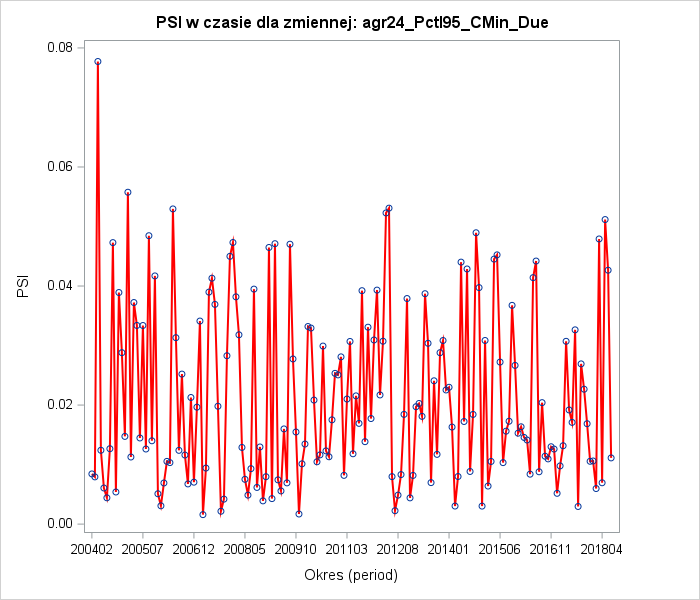 PSI w czasie dla zmiennej: agr24_Pctl95_CMin_Due
0.08
0.06
0.04
0.02
0.00
PSI
200402 200507 200612 200805 200910 201103 201208 201401 201506 201611 201804
Okres (period)